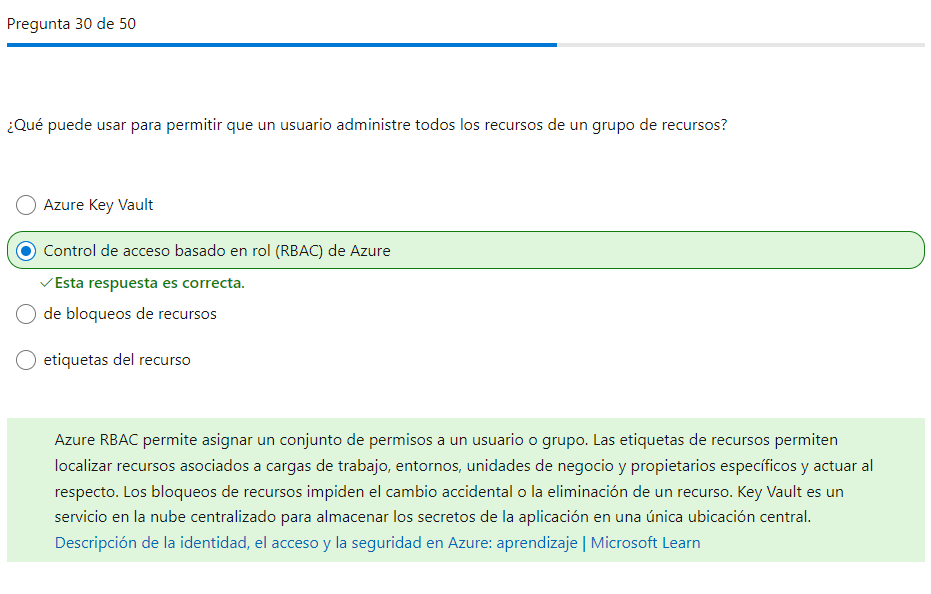 Pregunta 30 de 50
¿Qué puede usar para permitir que un usuario administre todos los recursos de un grupo de recursos?
Azure Key Vault
Control de acceso basado en rol (RBAC) de Azure
Esta respuesta es correcta.
de bloqueos de recursos
etiquetas del recurso
Azure RBAC permite asignar un conjunto de permisos a un usuario o grupo. Las etiquetas de recursos permiten
localizar recursos asociados a cargas de trabajo, entornos, unidades de negocio y propietarios específicos y actuar al
respecto. Los bloqueos de recursos impiden el cambio accidental o la eliminación de un recurso. Key Vault es un
servicio en la nube centralizado para almacenar los secretos de la aplicación en una única ubicación central.
Descripción de la identidad, el acceso y la seguridad en Azure: aprendizaje | Microsoft Learn